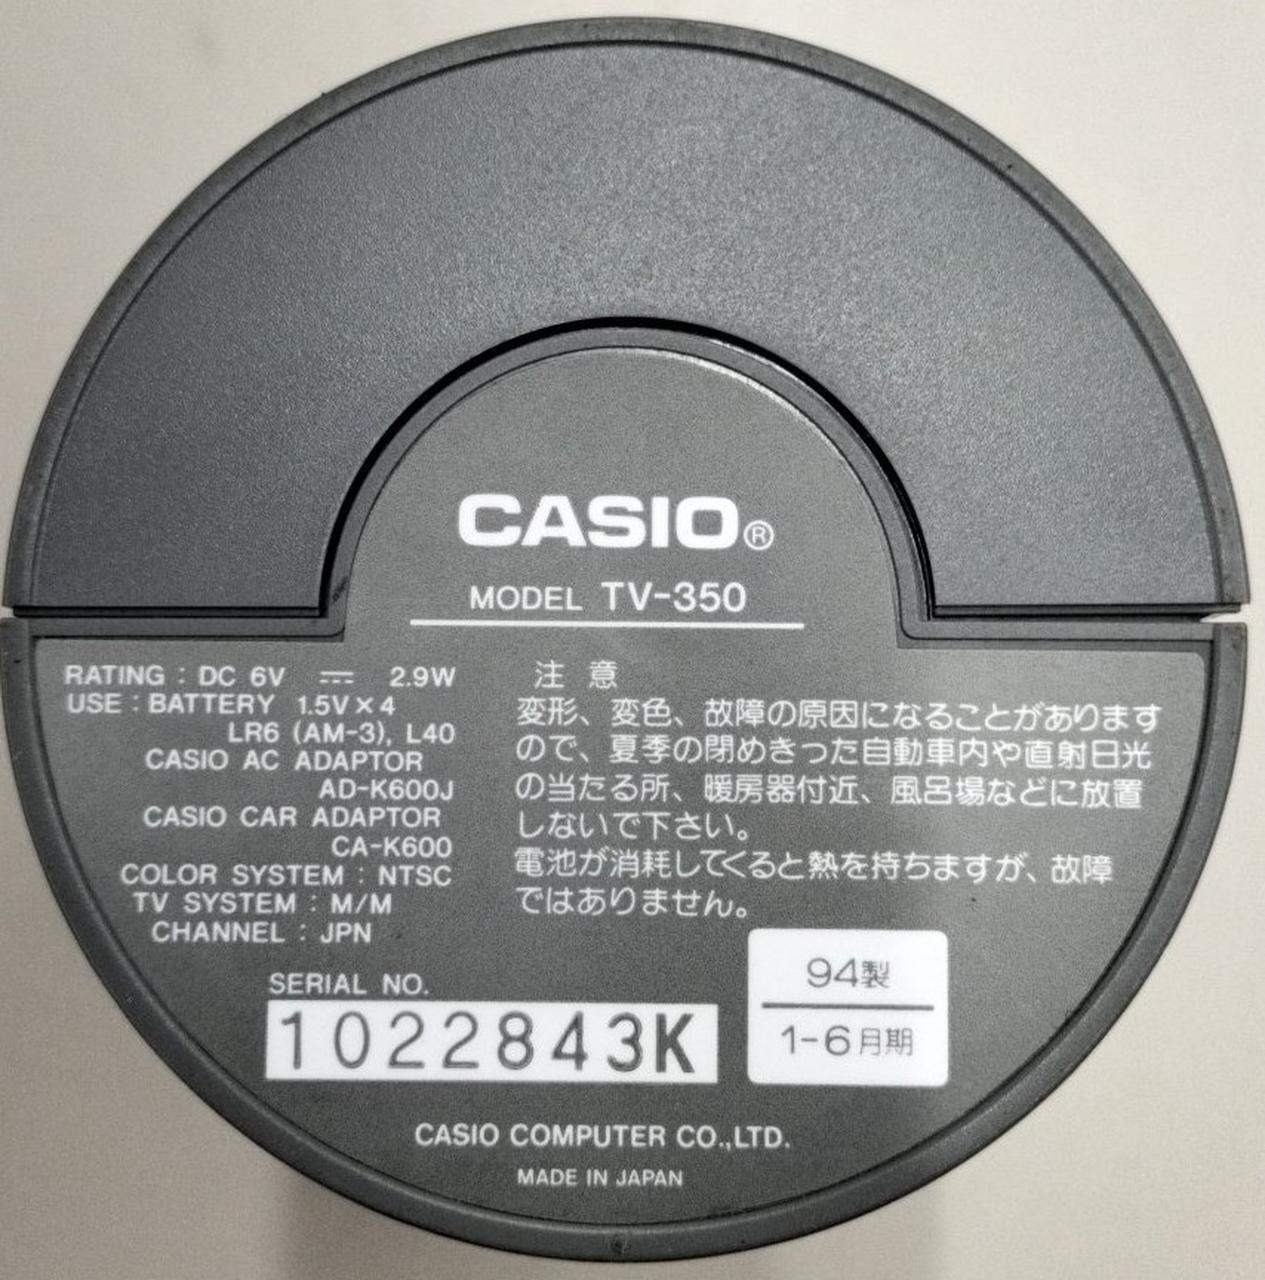 CASIO®
MODEL TV-350
RATING : DC 6V ⎓ 2.9W
USE : BATTERY 1.5V×4
LR6 (AM-3), L40
CASIO AC ADAPTOR
AD-K600J
CASIO CAR ADAPTOR
CA-K600
COLOR SYSTEM : NTSC
TV SYSTEM : M/M
CHANNEL : JPN
注意
変形、変色、故障の原因になることがあります
ので、夏季の閉めきった自動車内や直射日光
の当たる所、暖房器付近、風呂場などに放置
しないで下さい。
電池が消耗してくると熱を持ちますが、故障
ではありません。
SERIAL NO.
1022843K
94製
1-6月期
CASIO COMPUTER CO.,LTD.
MADE IN JAPAN